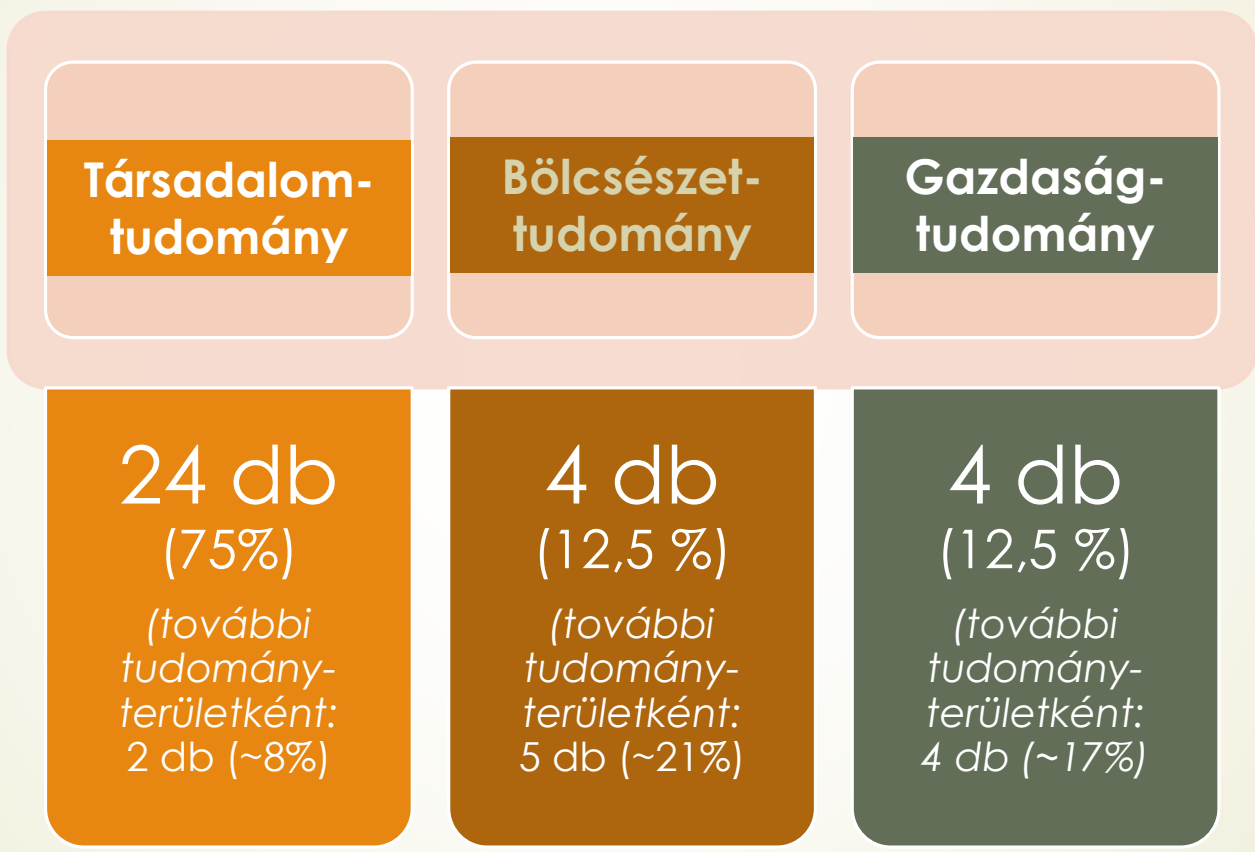 Társadalom-
tudomány
Bölcsészet-
tudomány
Gazdaság-
tudomány
24 db
(75%)
(további
tudomány-
területként:
2 db (~8%)
4 db
(12,5 %)
(további
tudomány-
területként:
5 db (~21%)
4 db
(12,5 %)
(további
tudomány-
területként:
4 db (~17%)